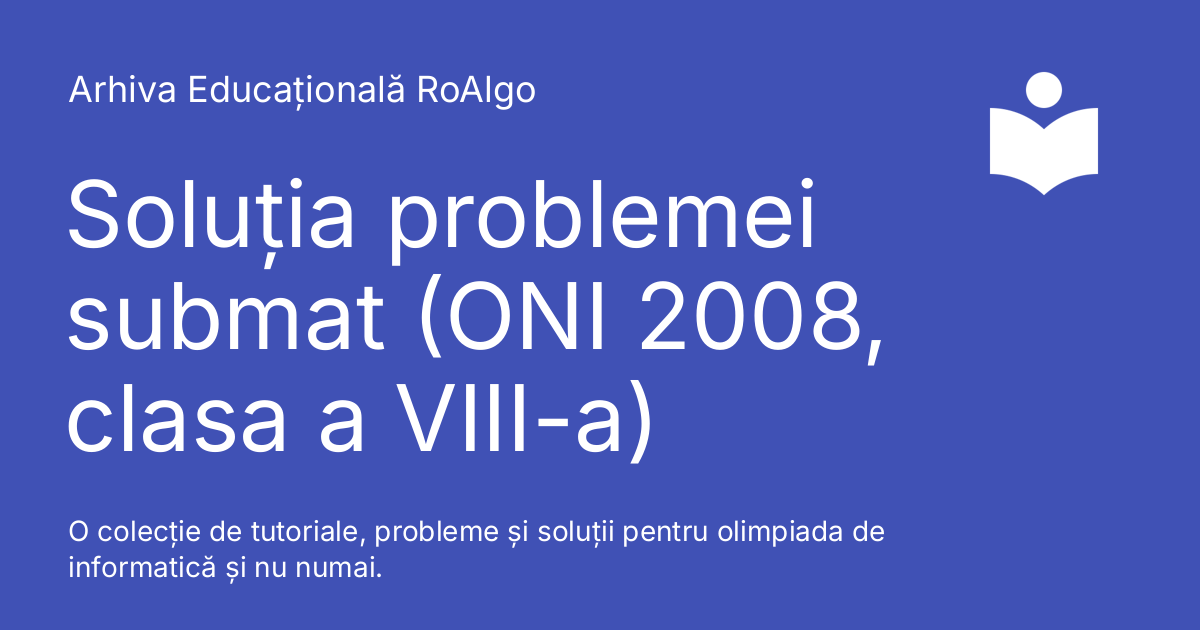 Arhiva Educațională RoAlgo
Soluția problemei
submat (ONI 2008,
clasa a VIII-a)
O colecție de tutoriale, probleme și soluții pentru olimpiada de
informatică și nu numai.